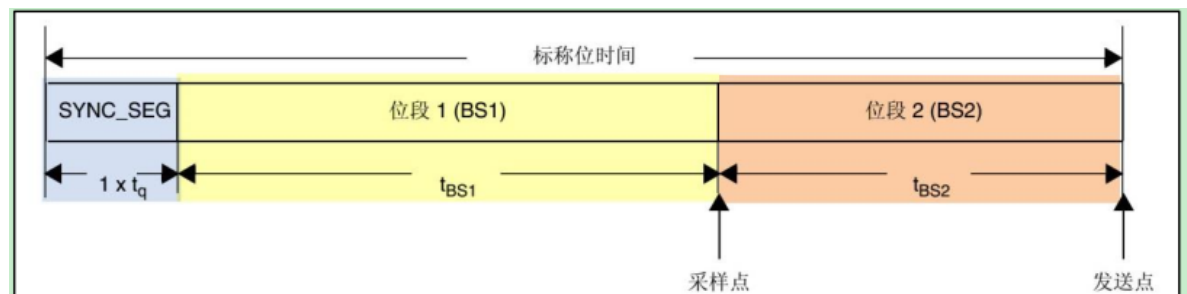 标称位时间
SYNC_SEG 位段 1 (BS1) 位段 2 (BS2)
1 x tq tBS1 tBS2
采样点 发送点